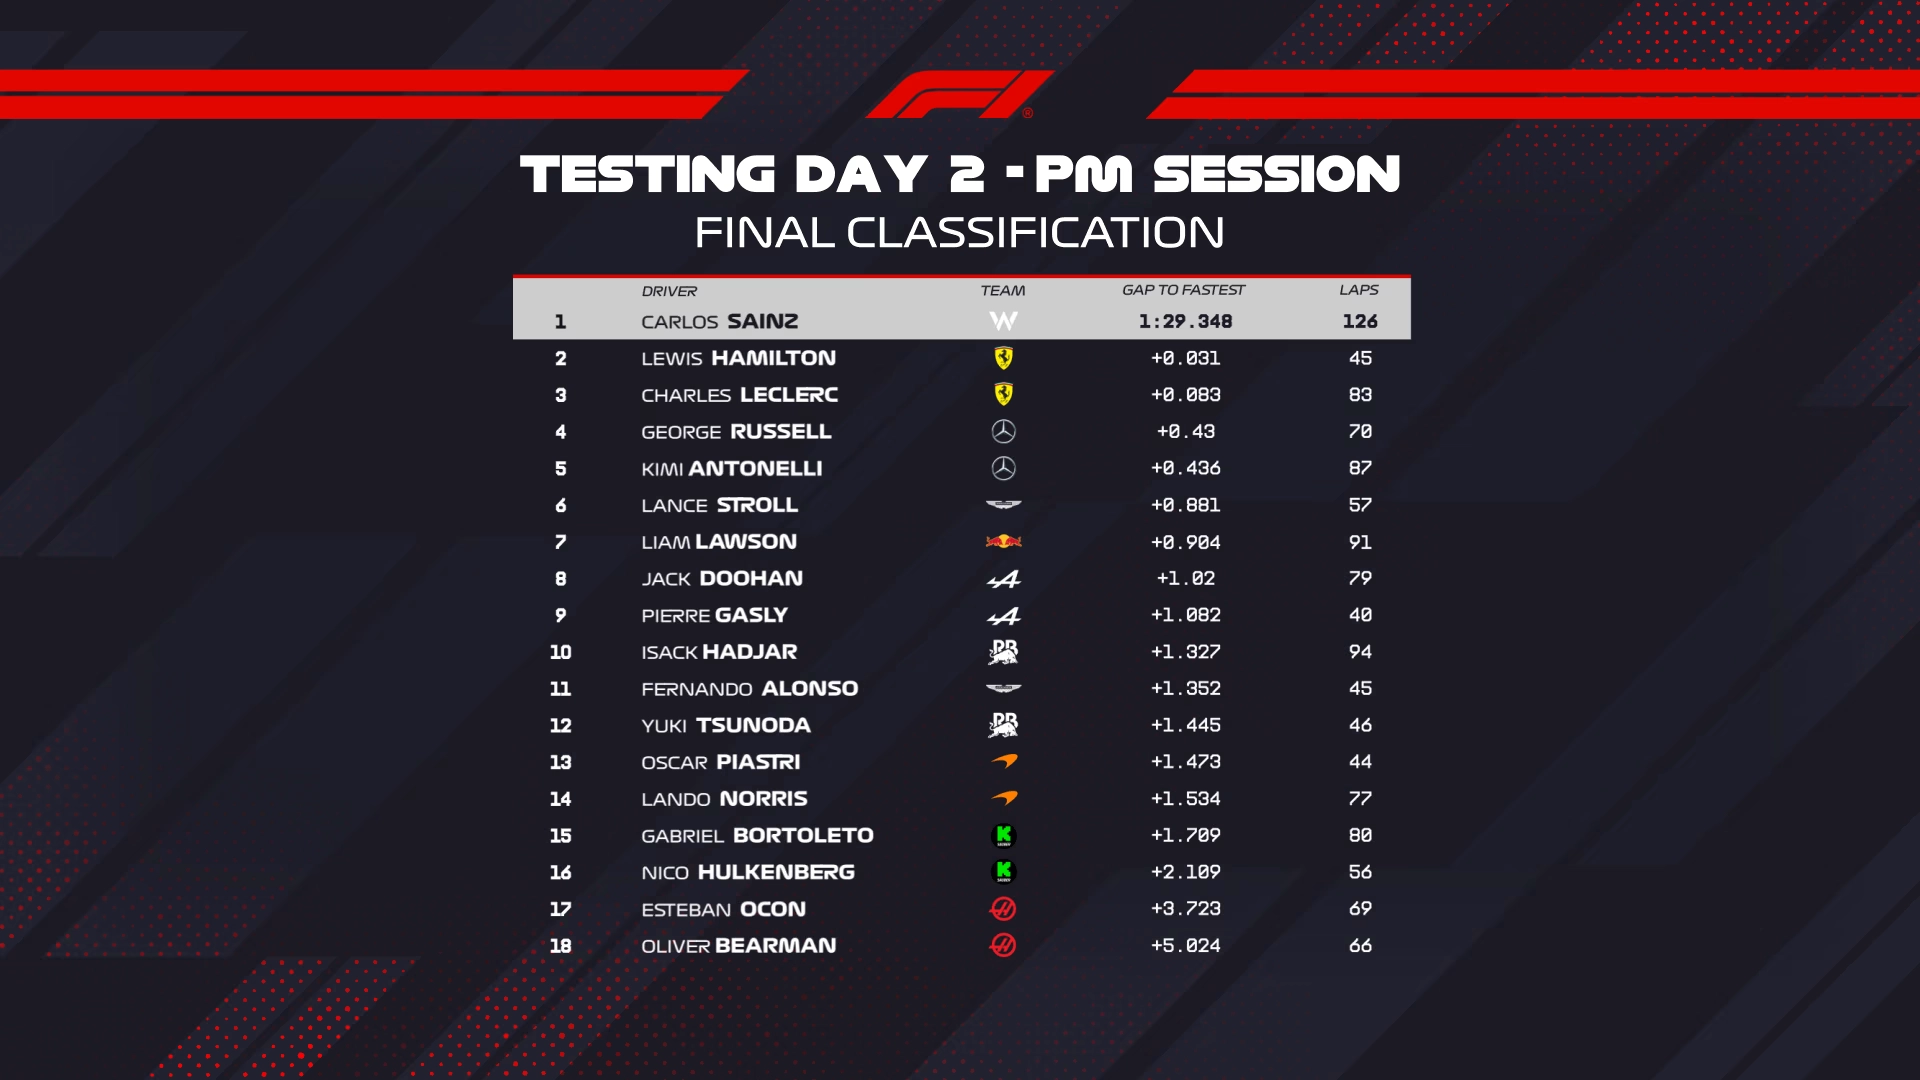 TESTING DAY 2 - PM SESSION
FINAL CLASSIFICATION
DRIVER TEAM GAP TO FASTEST LAPS
1 CARLOS SAINZ 1:29.348 126
2 LEWIS HAMILTON +0.031 45
3 CHARLES LECLERC +0.083 83
4 GEORGE RUSSELL +0.43 70
5 KIMI ANTONELLI +0.436 87
6 LANCE STROLL +0.881 57
7 LIAM LAWSON +0.904 91
8 JACK DOOHAN +1.02 79
9 PIERRE GASLY +1.082 40
10 ISACK HADJAR +1.327 94
11 FERNANDO ALONSO +1.352 45
12 YUKI TSUNODA +1.445 46
13 OSCAR PIASTRI +1.473 44
14 LANDO NORRIS +1.534 77
15 GABRIEL BORTOLETO +1.709 80
16 NICO HULKENBERG +2.109 56
17 ESTEBAN OCON +3.723 69
18 OLIVER BEARMAN +5.024 66